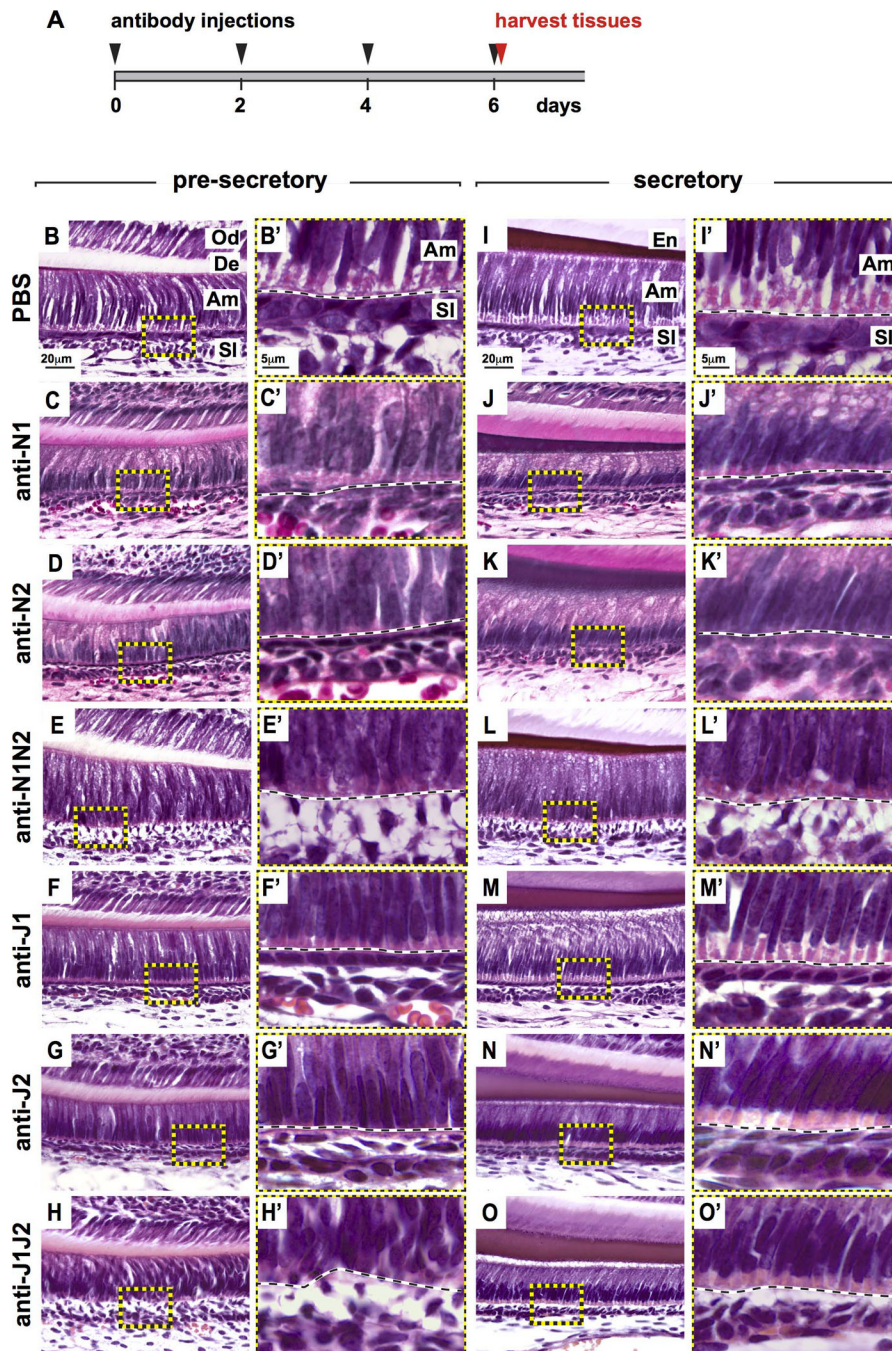 A
antibody injections
harvest tissues
0 2 4 6 days
pre-secretory
secretory
PBS
B
Od
De
Am
Sl
20μm
B'
Am
Sl
5μm
I
En
Am
Sl
20μm
I'
Am
Sl
5μm
anti-N1
C
C'
J
J'
anti-N2
D
D'
K
K'
anti-N1N2
E
E'
L
L'
anti-J1
F
F'
M
M'
anti-J2
G
G'
N
N'
anti-J1J2
H
H'
O
O'